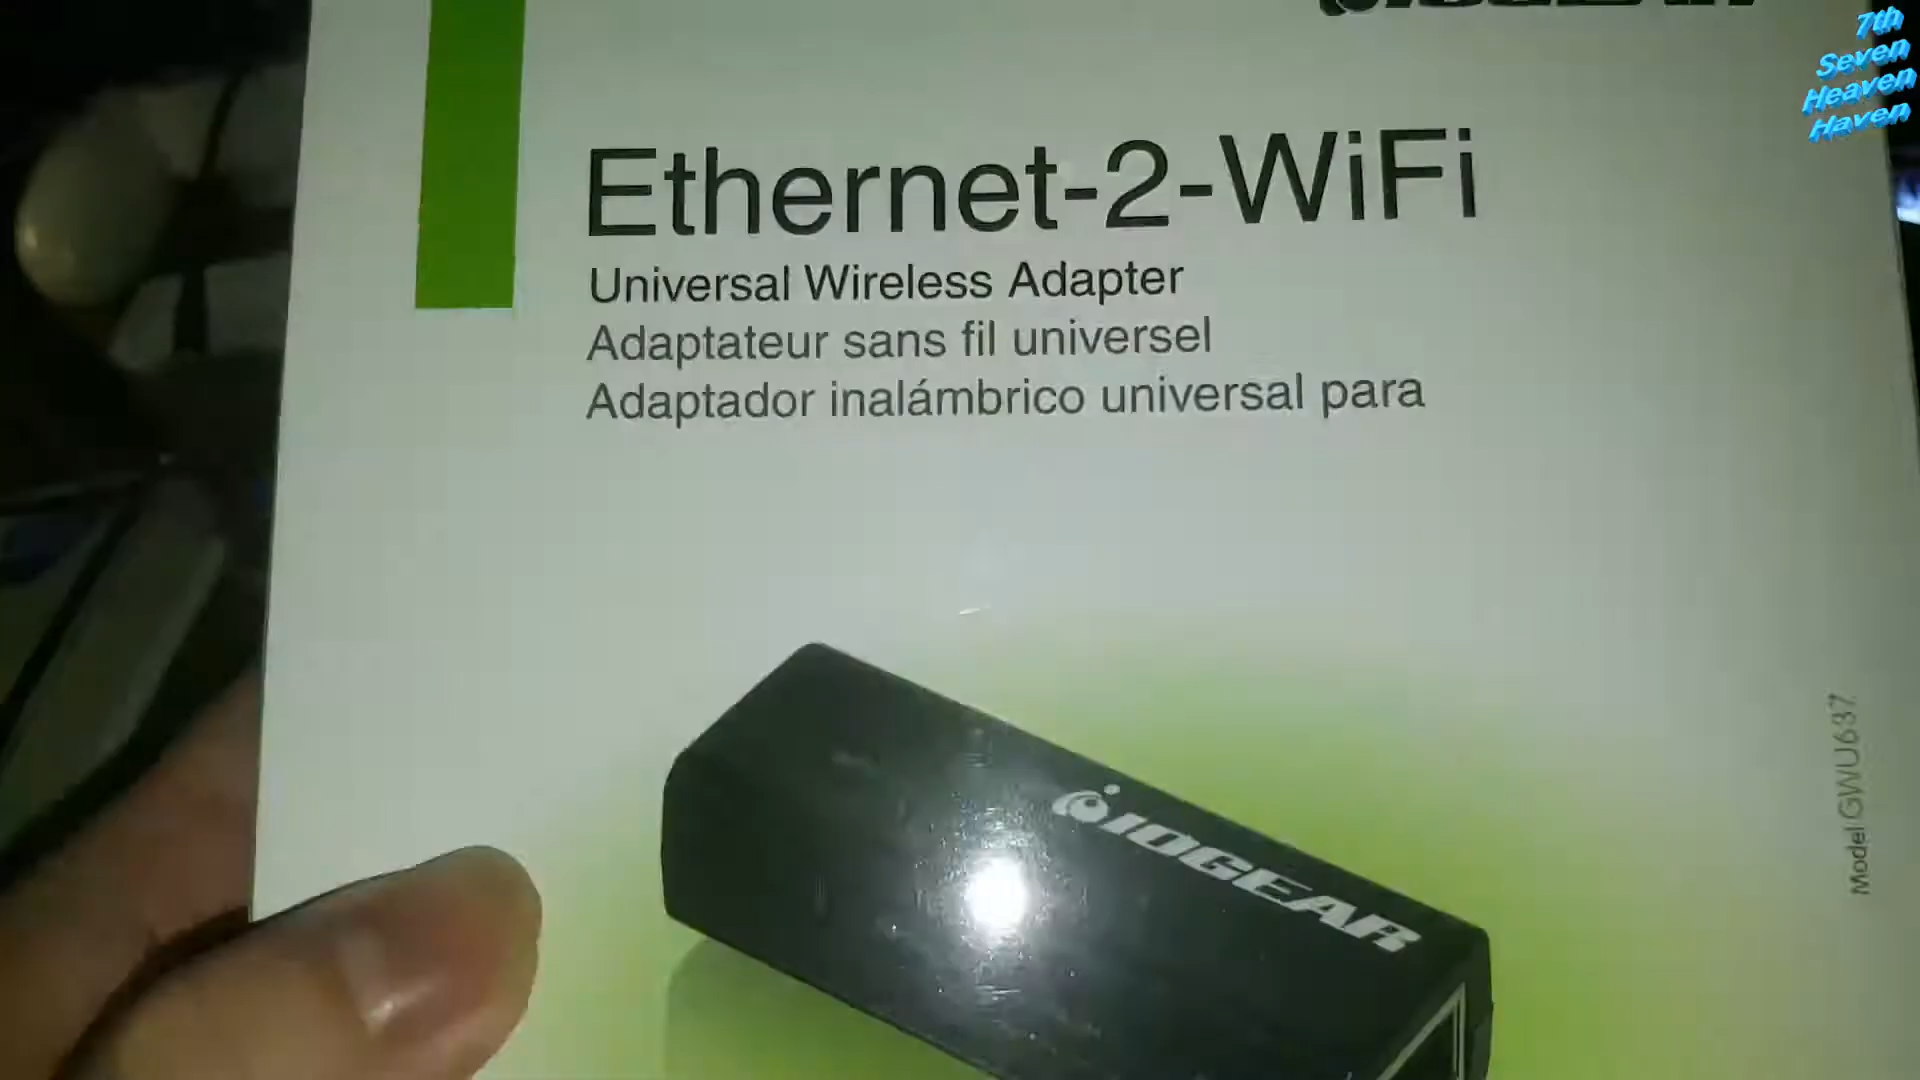 7th
Seven
Heaven
Haven
Ethernet-2-WiFi
Universal Wireless Adapter
Adaptateur sans fil universel
Adaptador inalámbrico universal para
IOGEAR
Model GWU637